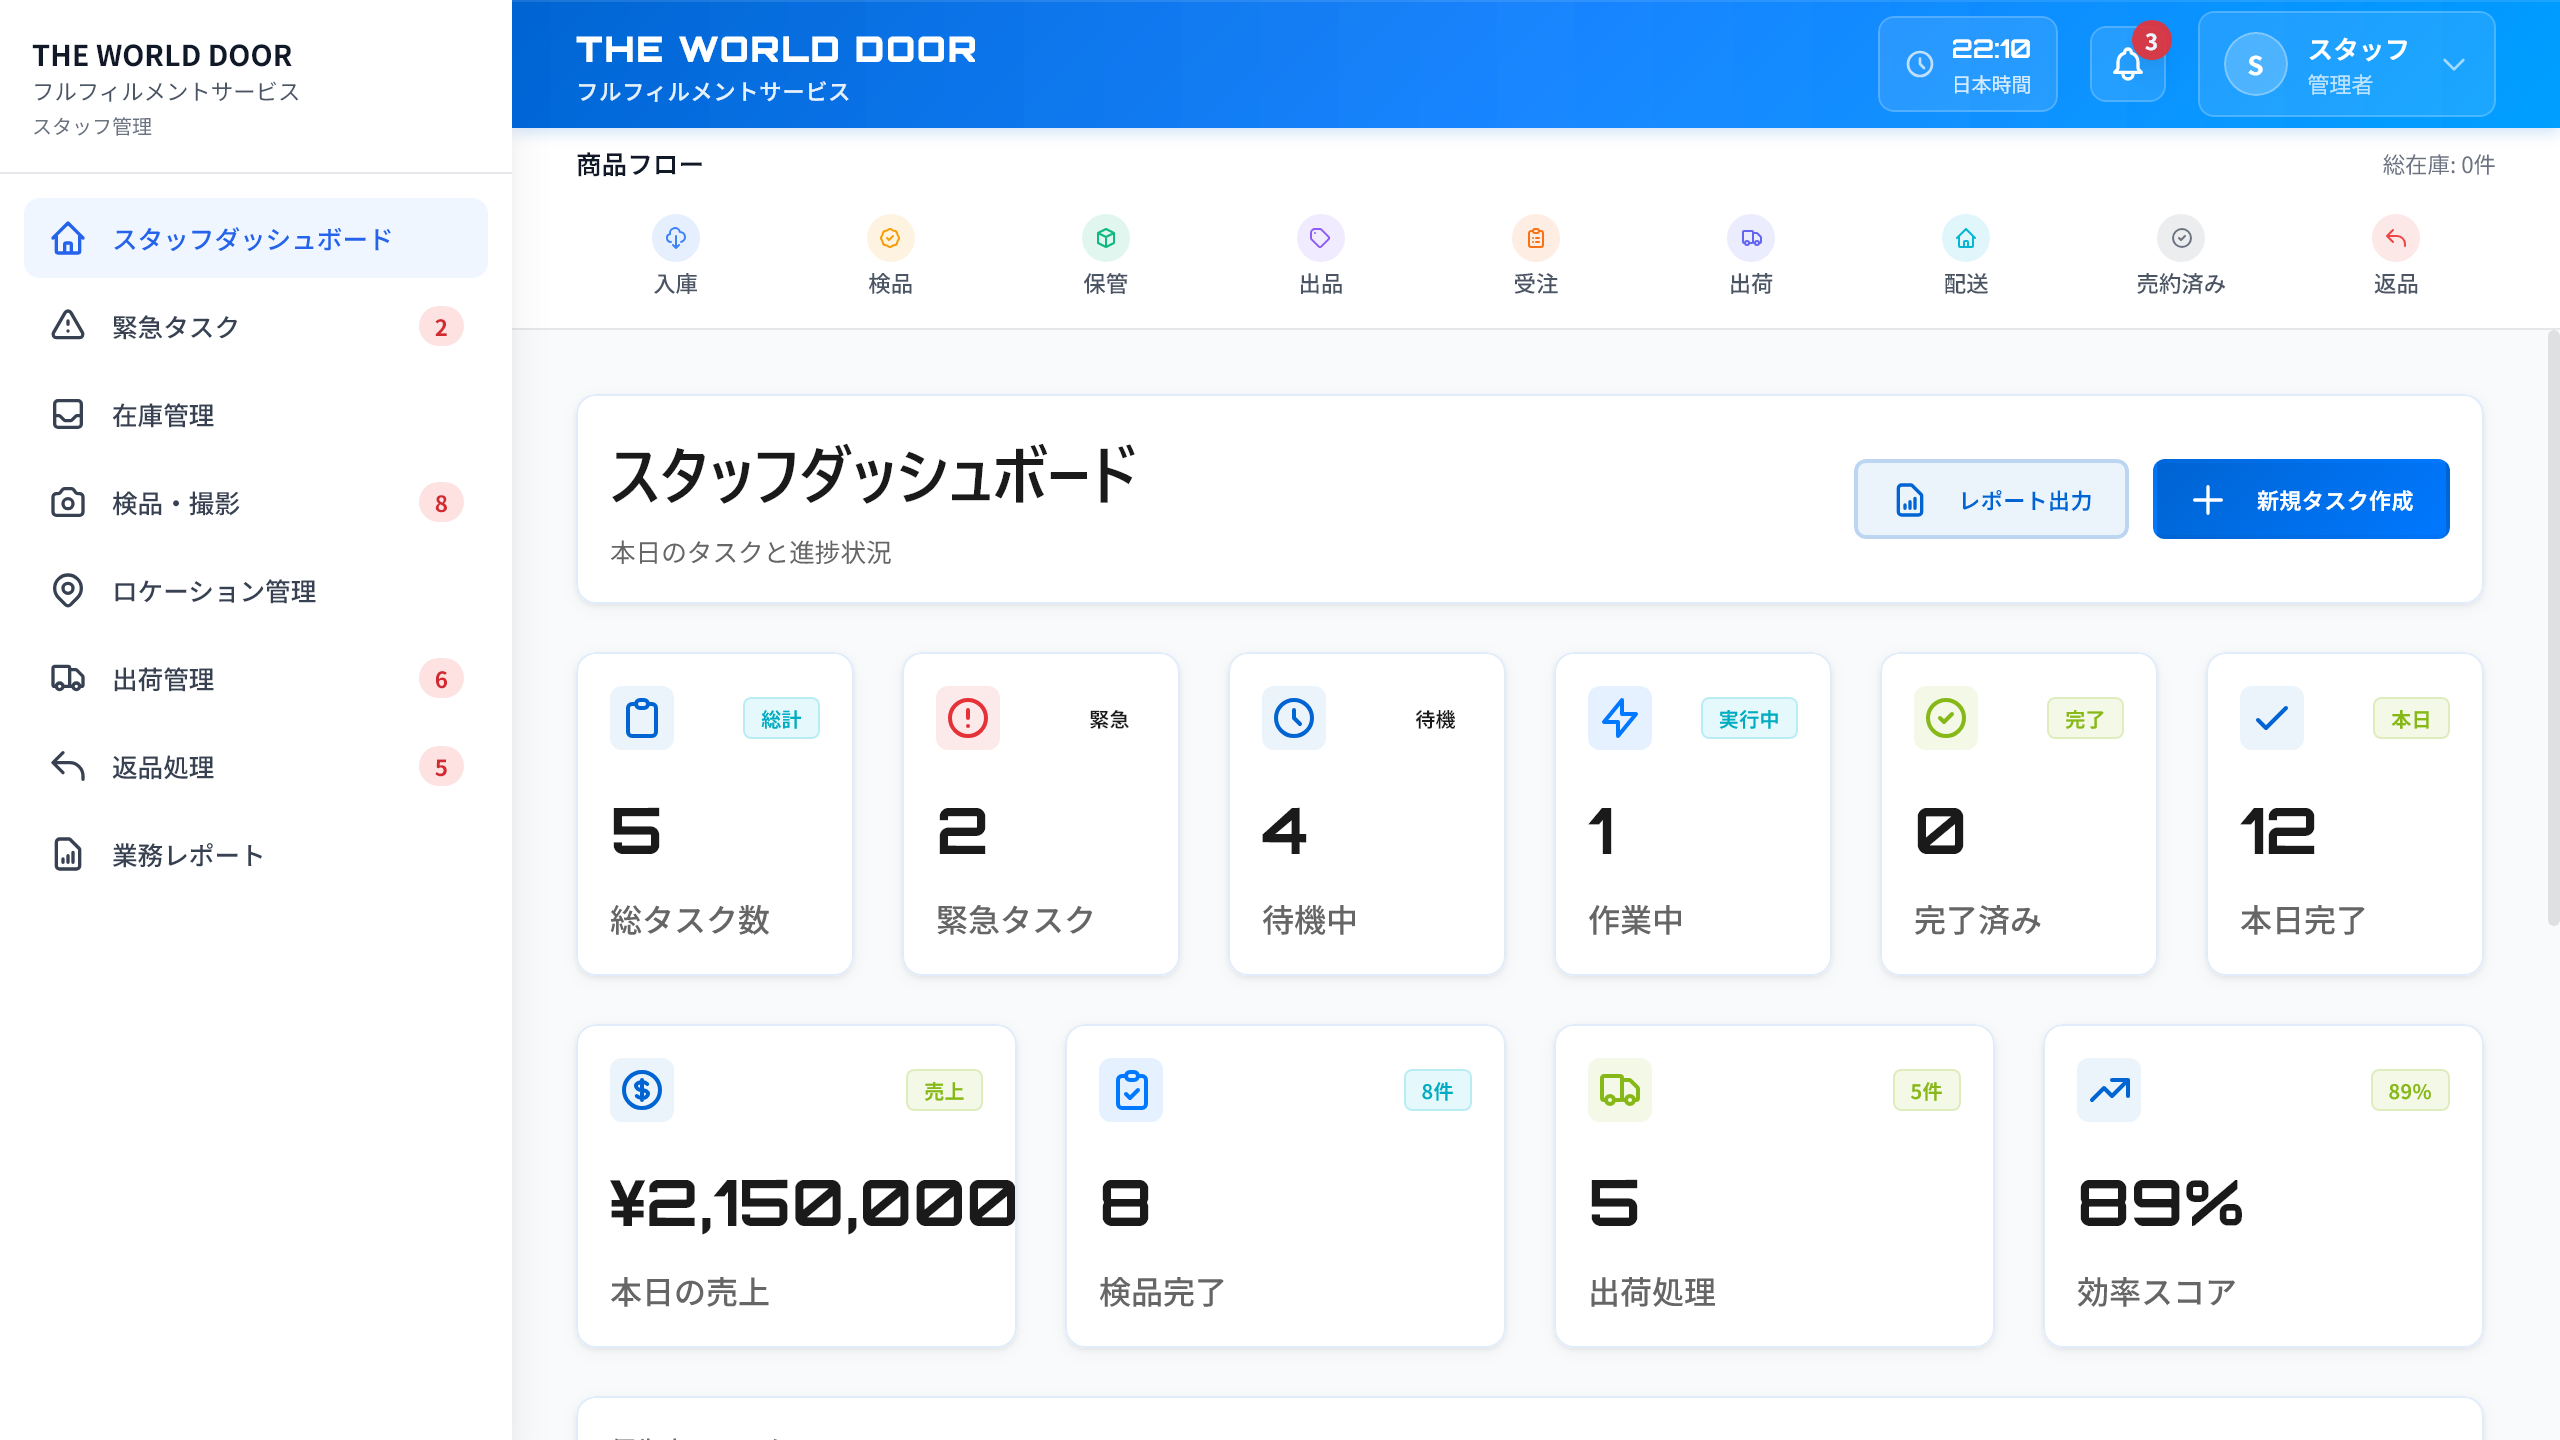 THE WORLD DOOR
フルフィルメントサービス
スタッフ管理
スタッフダッシュボード
緊急タスク
2
在庫管理
検品・撮影
8
ロケーション管理
出荷管理
6
返品処理
5
業務レポート
THE WORLD DOOR
フルフィルメントサービス
22:10
日本時間
3
S
スタッフ
管理者
商品フロー
総在庫: 0件
入庫
検品
保管
出品
受注
出荷
配送
売約済み
返品
スタッフダッシュボード
本日のタスクと進捗状況
レポート出力
新規タスク作成
総計
5
総タスク数
緊急
2
緊急タスク
待機
4
待機中
実行中
1
作業中
完了
0
完了済み
本日
12
本日完了
売上
¥2,150,000
本日の売上
8件
8
検品完了
5件
5
出荷処理
89%
89%
効率スコア